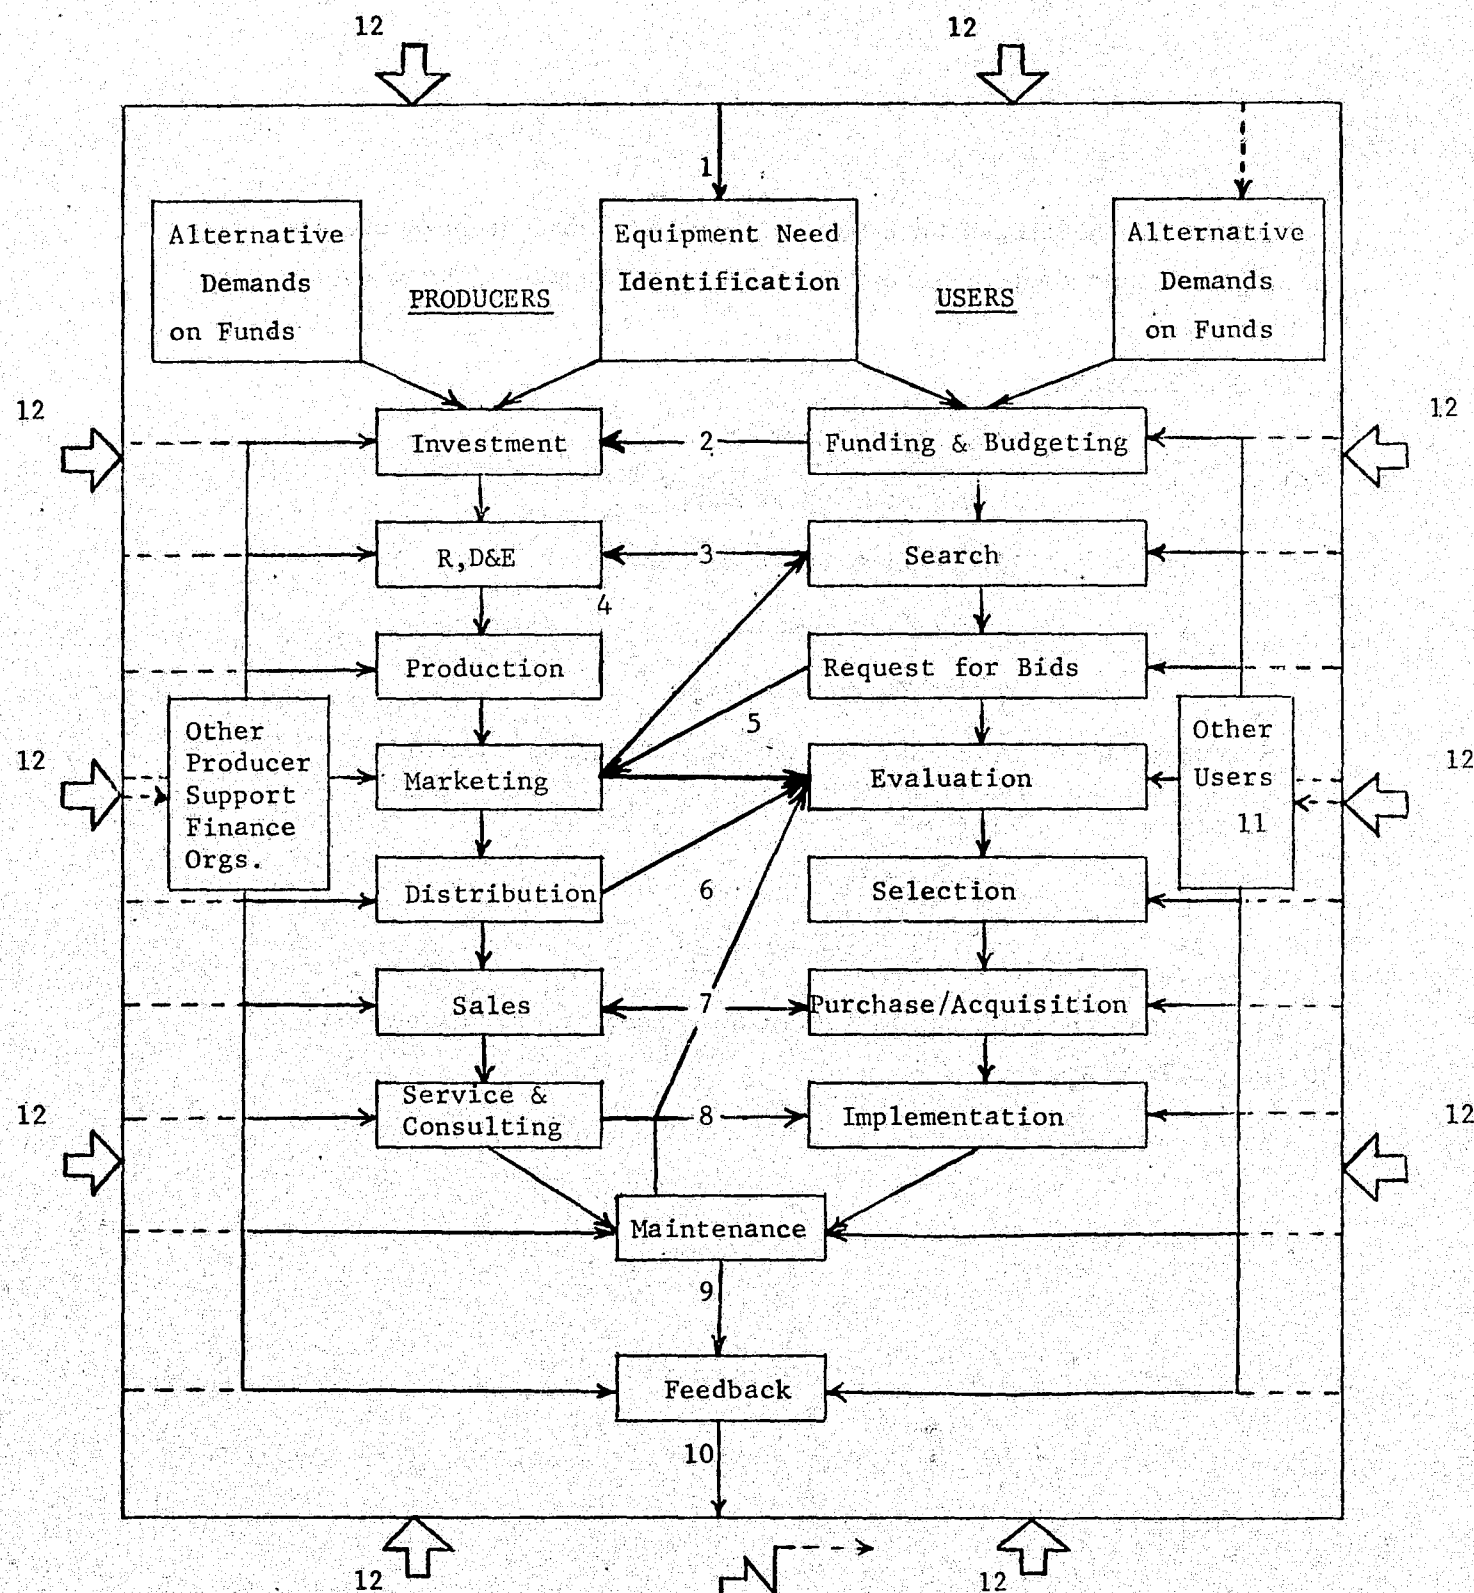 12 12
1
Alternative
Demands
on Funds
PRODUCERS
Equipment Need
Identification
USERS
Alternative
Demands
on Funds
12 12
Investment
2
Funding & Budgeting
R,D&E
3
Search
4
Production
Request for Bids
5
Other
Producer
Support
Finance
Orgs.
Marketing
Evaluation
Other
Users
11
12 12
Distribution
6
Selection
Sales
7
Purchase/Acquisition
Service &
Consulting
8
Implementation
12 12
Maintenance
9
Feedback
10
12 12